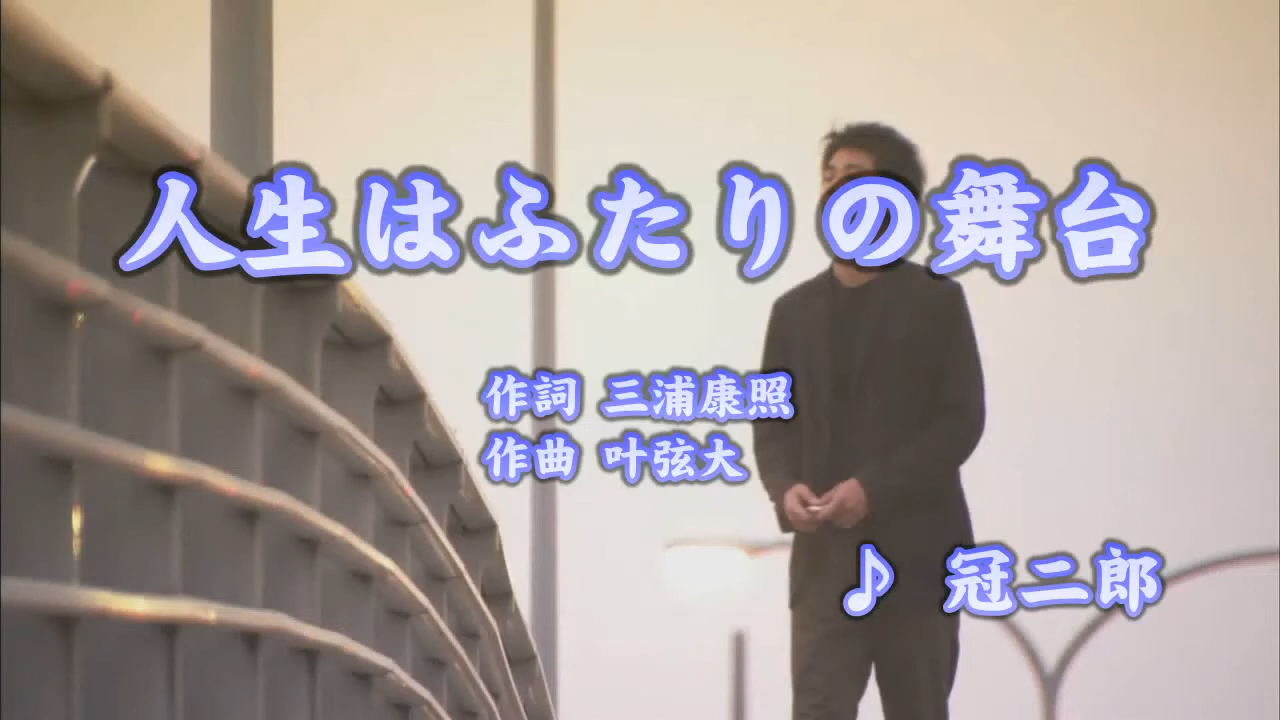 人生はふたりの舞台
作詞 三浦康照
作曲 叶弦大
♪ 冠二郎